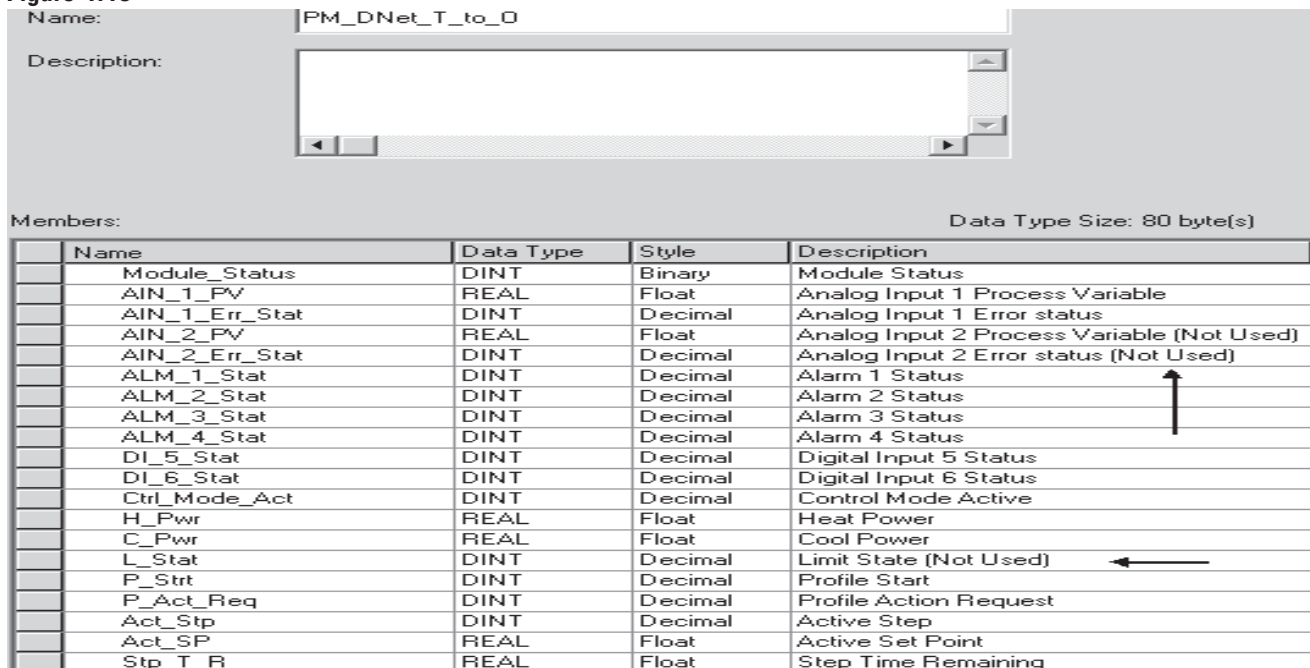 Name: PM_DNet_T_to_O
Description:
Members: Data Type Size: 80 byte(s)
Name Data Type Style Description
Module_Status DINT Binary Module Status
AIN_1_PV REAL Float Analog Input 1 Process Variable
AIN_1_Err_Stat DINT Decimal Analog Input 1 Error status
AIN_2_PV REAL Float Analog Input 2 Process Variable (Not Used)
AIN_2_Err_Stat DINT Decimal Analog Input 2 Error status (Not Used)
ALM_1_Stat DINT Decimal Alarm 1 Status
ALM_2_Stat DINT Decimal Alarm 2 Status
ALM_3_Stat DINT Decimal Alarm 3 Status
ALM_4_Stat DINT Decimal Alarm 4 Status
DI_5_Stat DINT Decimal Digital Input 5 Status
DI_6_Stat DINT Decimal Digital Input 6 Status
Ctrl_Mode_Act DINT Decimal Control Mode Active
H_Pwr REAL Float Heat Power
C_Pwr REAL Float Cool Power
L_Stat DINT Decimal Limit State (Not Used)
P_Strt DINT Decimal Profile Start
P_Act_Req DINT Decimal Profile Action Request
Act_Stp DINT Decimal Active Step
Act_SP REAL Float Active Set Point
Stp_T_R REAL Float Step Time Remaining